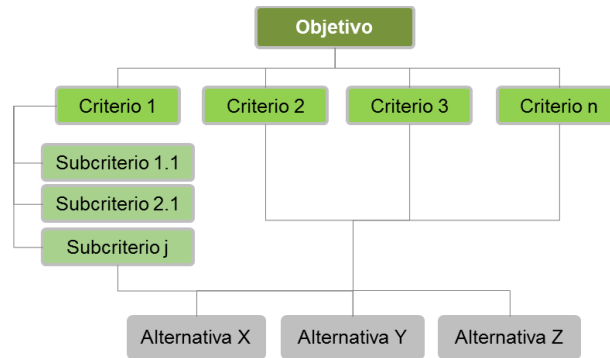 Objetivo
Criterio 1
Criterio 2
Criterio 3
Criterio n
Subcriterio 1.1
Subcriterio 2.1
Subcriterio j
Alternativa X
Alternativa Y
Alternativa Z